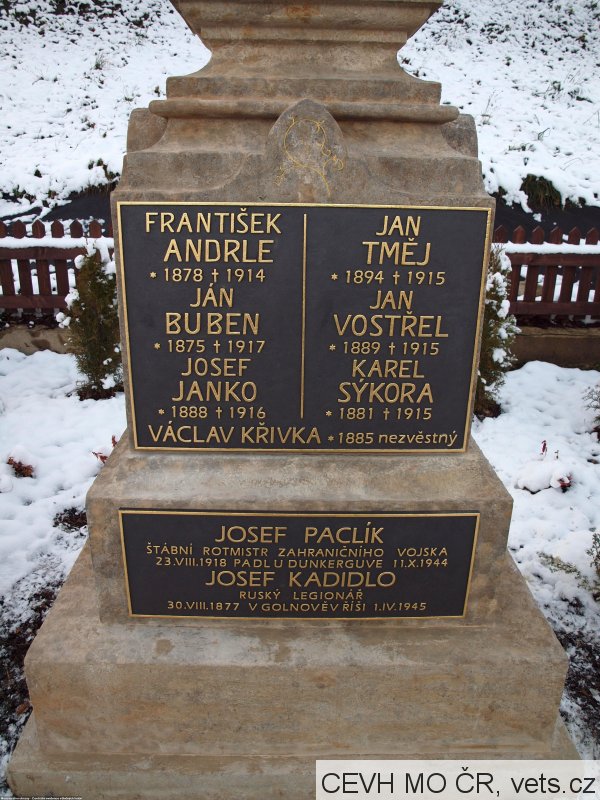 FRANTIŠEK
ANDRLE
* 1878 † 1914
JÁN
BUBEN
* 1875 † 1917
JOSEF
JANKO
* 1888 † 1916
JAN
TMĚJ
* 1894 † 1915
JAN
VOSTŘEL
* 1889 † 1915
KAREL
SÝKORA
* 1881 † 1915
VÁCLAV KŘIVKA * 1885 nezvěstný
JOSEF PACLÍK
ŠTÁBNÍ ROTMISTR ZAHRANIČNÍHO VOJSKA
23.VIII.1918 PADL U DUNKERGUVE 11.X.1944
JOSEF KADIDLO
RUSKÝ LEGIONÁŘ
30.VIII.1877 V GOLNOVĚV ŘÍŠI 1.IV.1945
CEVH MO ČR, vets.cz